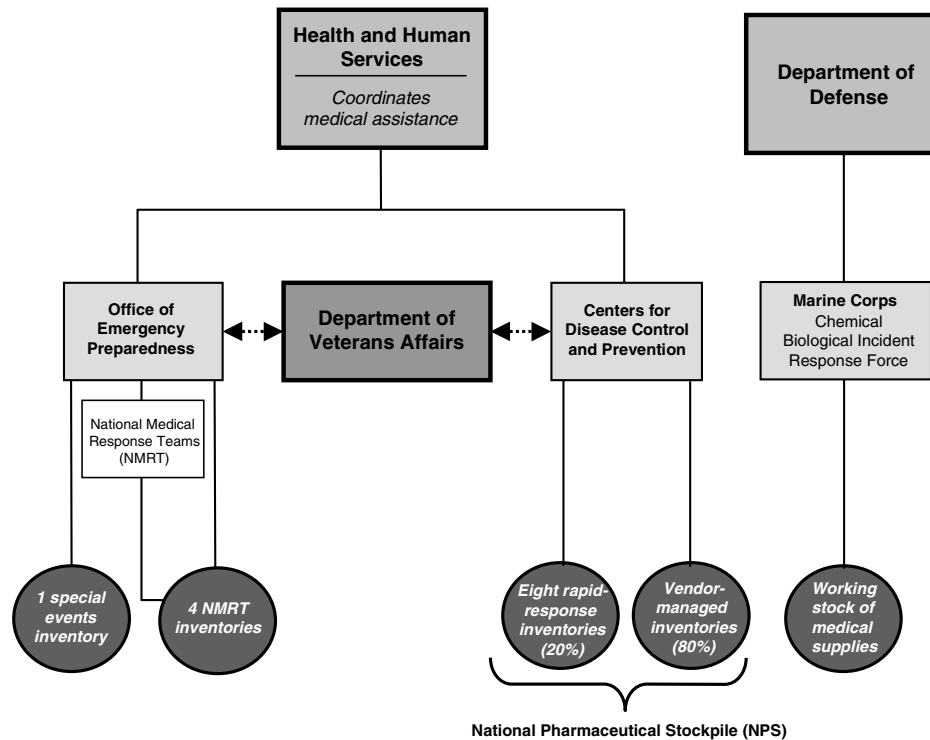 Health and Human
Services
Coordinates
medical assistance
Department of
Defense
Office of
Emergency
Preparedness
Department of
Veterans Affairs
Centers for
Disease Control
and Prevention
Marine Corps
Chemical
Biological Incident
Response Force
National Medical
Response Teams
(NMRT)
1 special
events
inventory
4 NMRT
inventories
Eight rapid-
response
inventories
(20%)
Vendor-
managed
inventories
(80%)
Working
stock of
medical
supplies
National Pharmaceutical Stockpile (NPS)